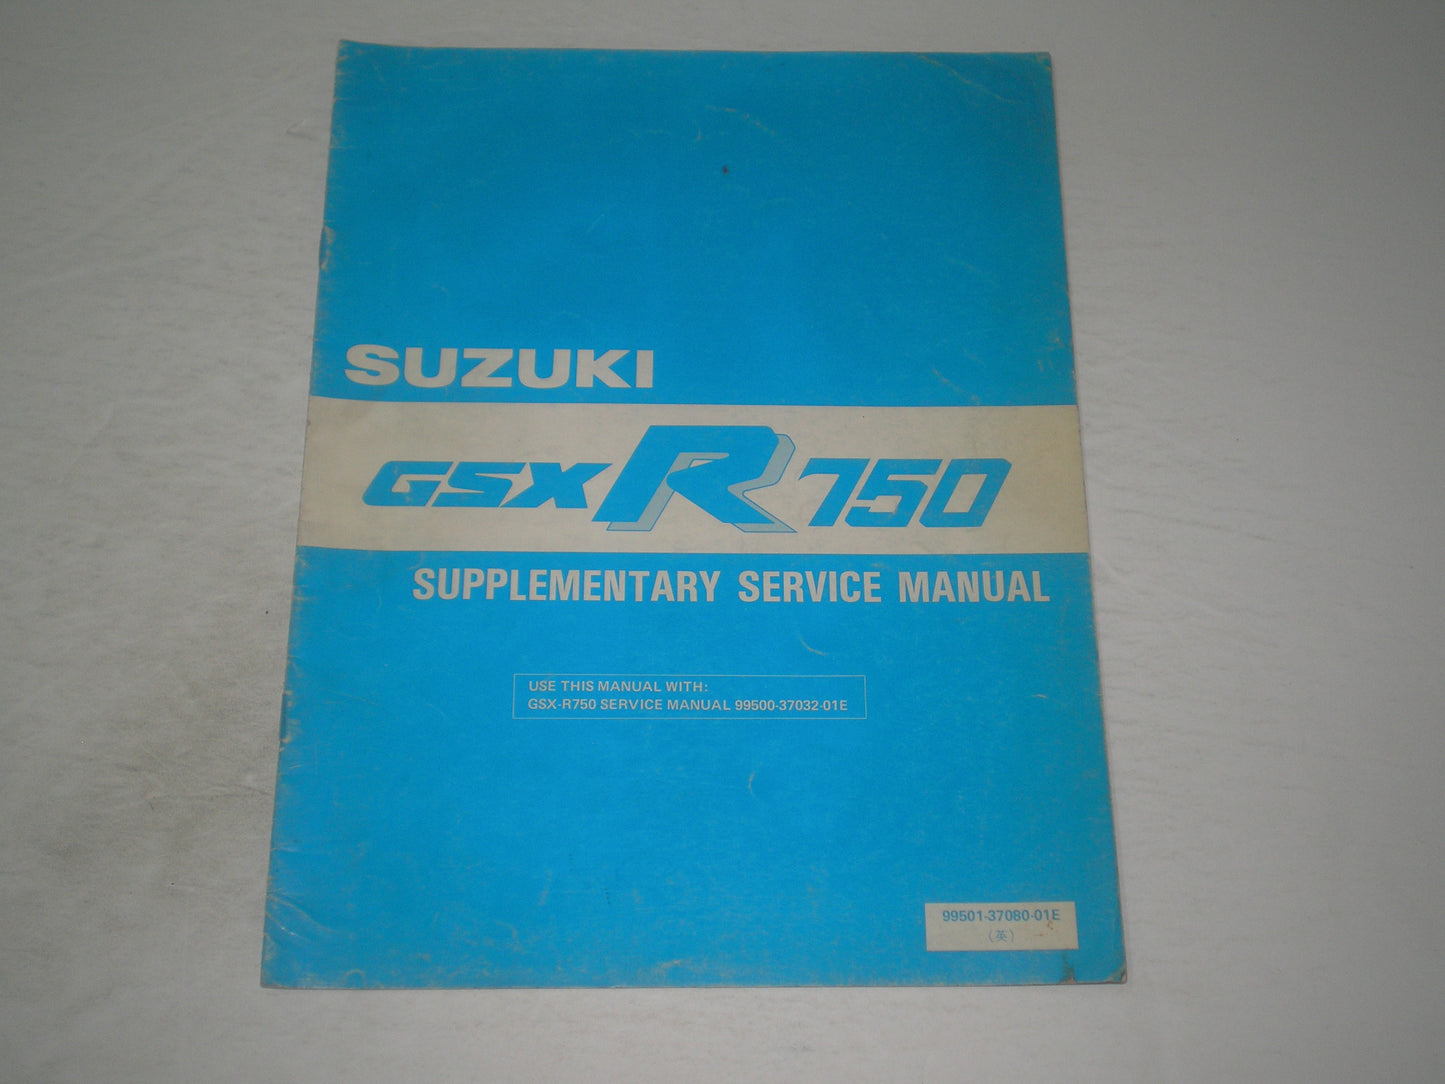 SUZUKI
GSXR750
SUPPLEMENTARY SERVICE MANUAL
USE THIS MANUAL WITH:
GSX-R750 SERVICE MANUAL 99500-37032-01E
99501-37080-01E
(英)